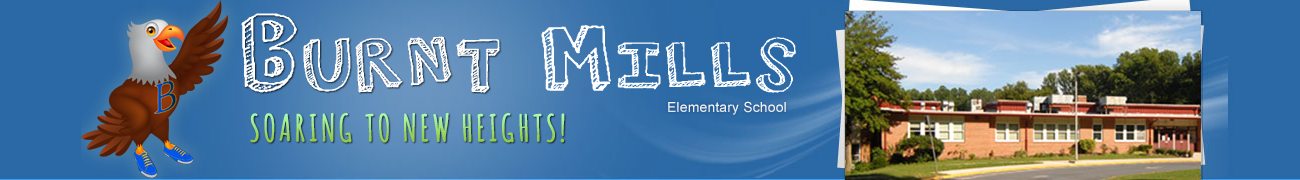 Burnt Mills
Elementary School
SOARING TO NEW HEIGHTS!
B